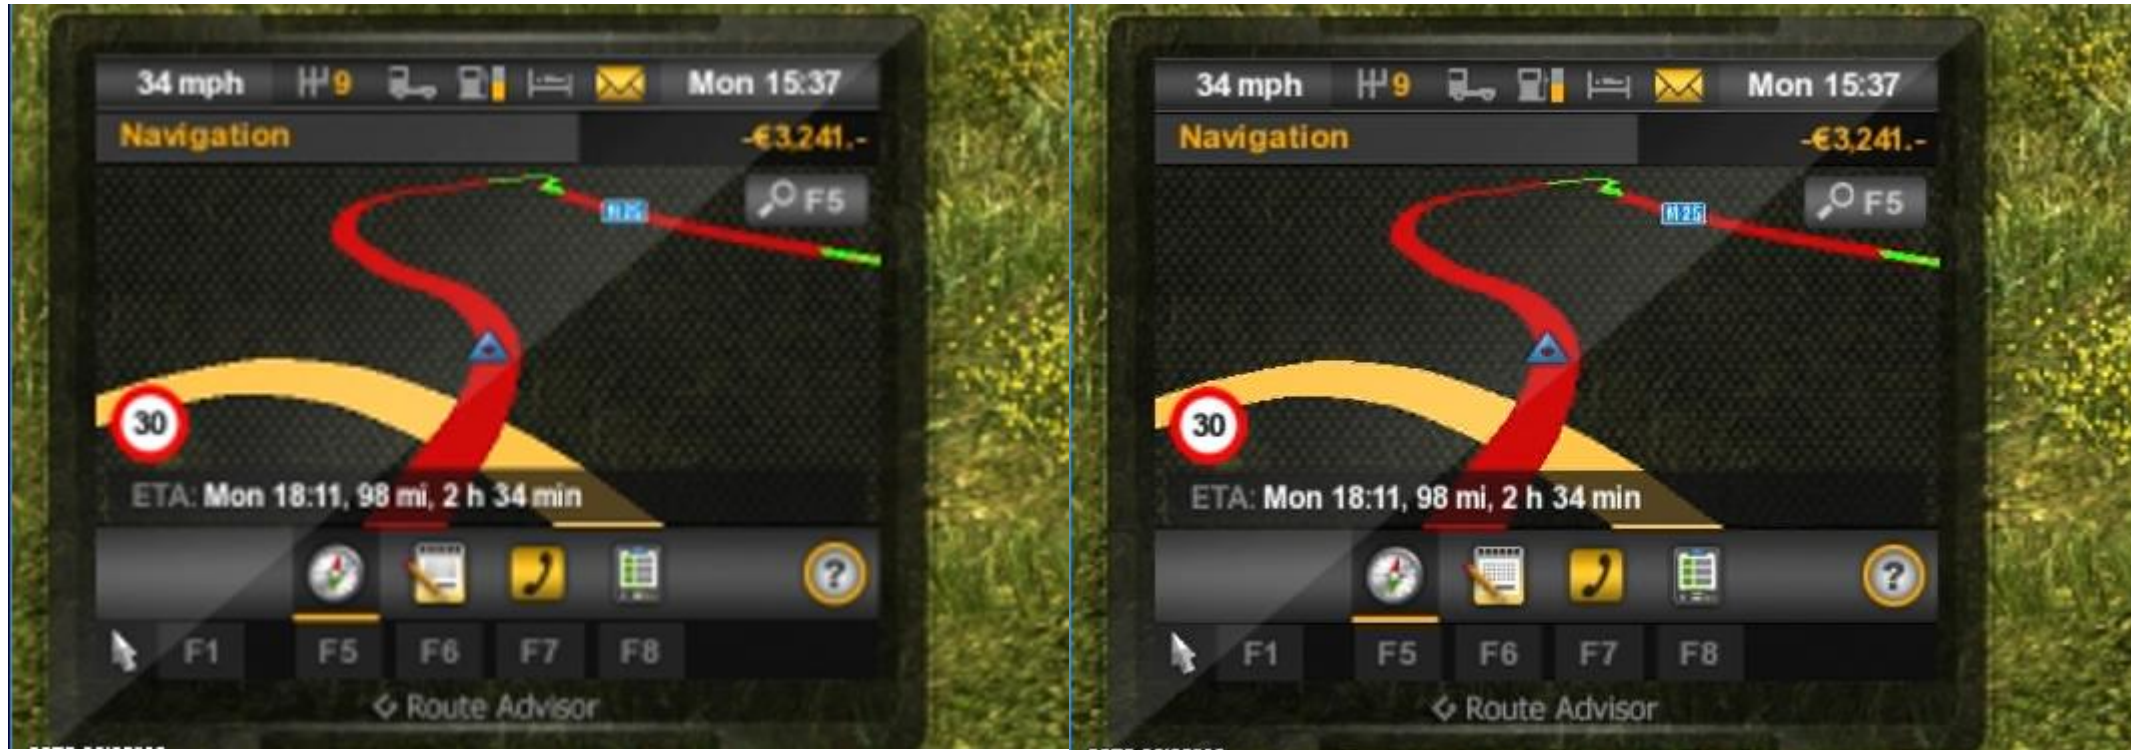 34 mph 9 Mon 15:37
Navigation -€3,241.-
F5
M25
30
ETA: Mon 18:11, 98 mi, 2 h 34 min
F1 F5 F6 F7 F8
Route Advisor
34 mph 9 Mon 15:37
Navigation -€3,241.-
F5
M25
30
ETA: Mon 18:11, 98 mi, 2 h 34 min
F1 F5 F6 F7 F8
Route Advisor